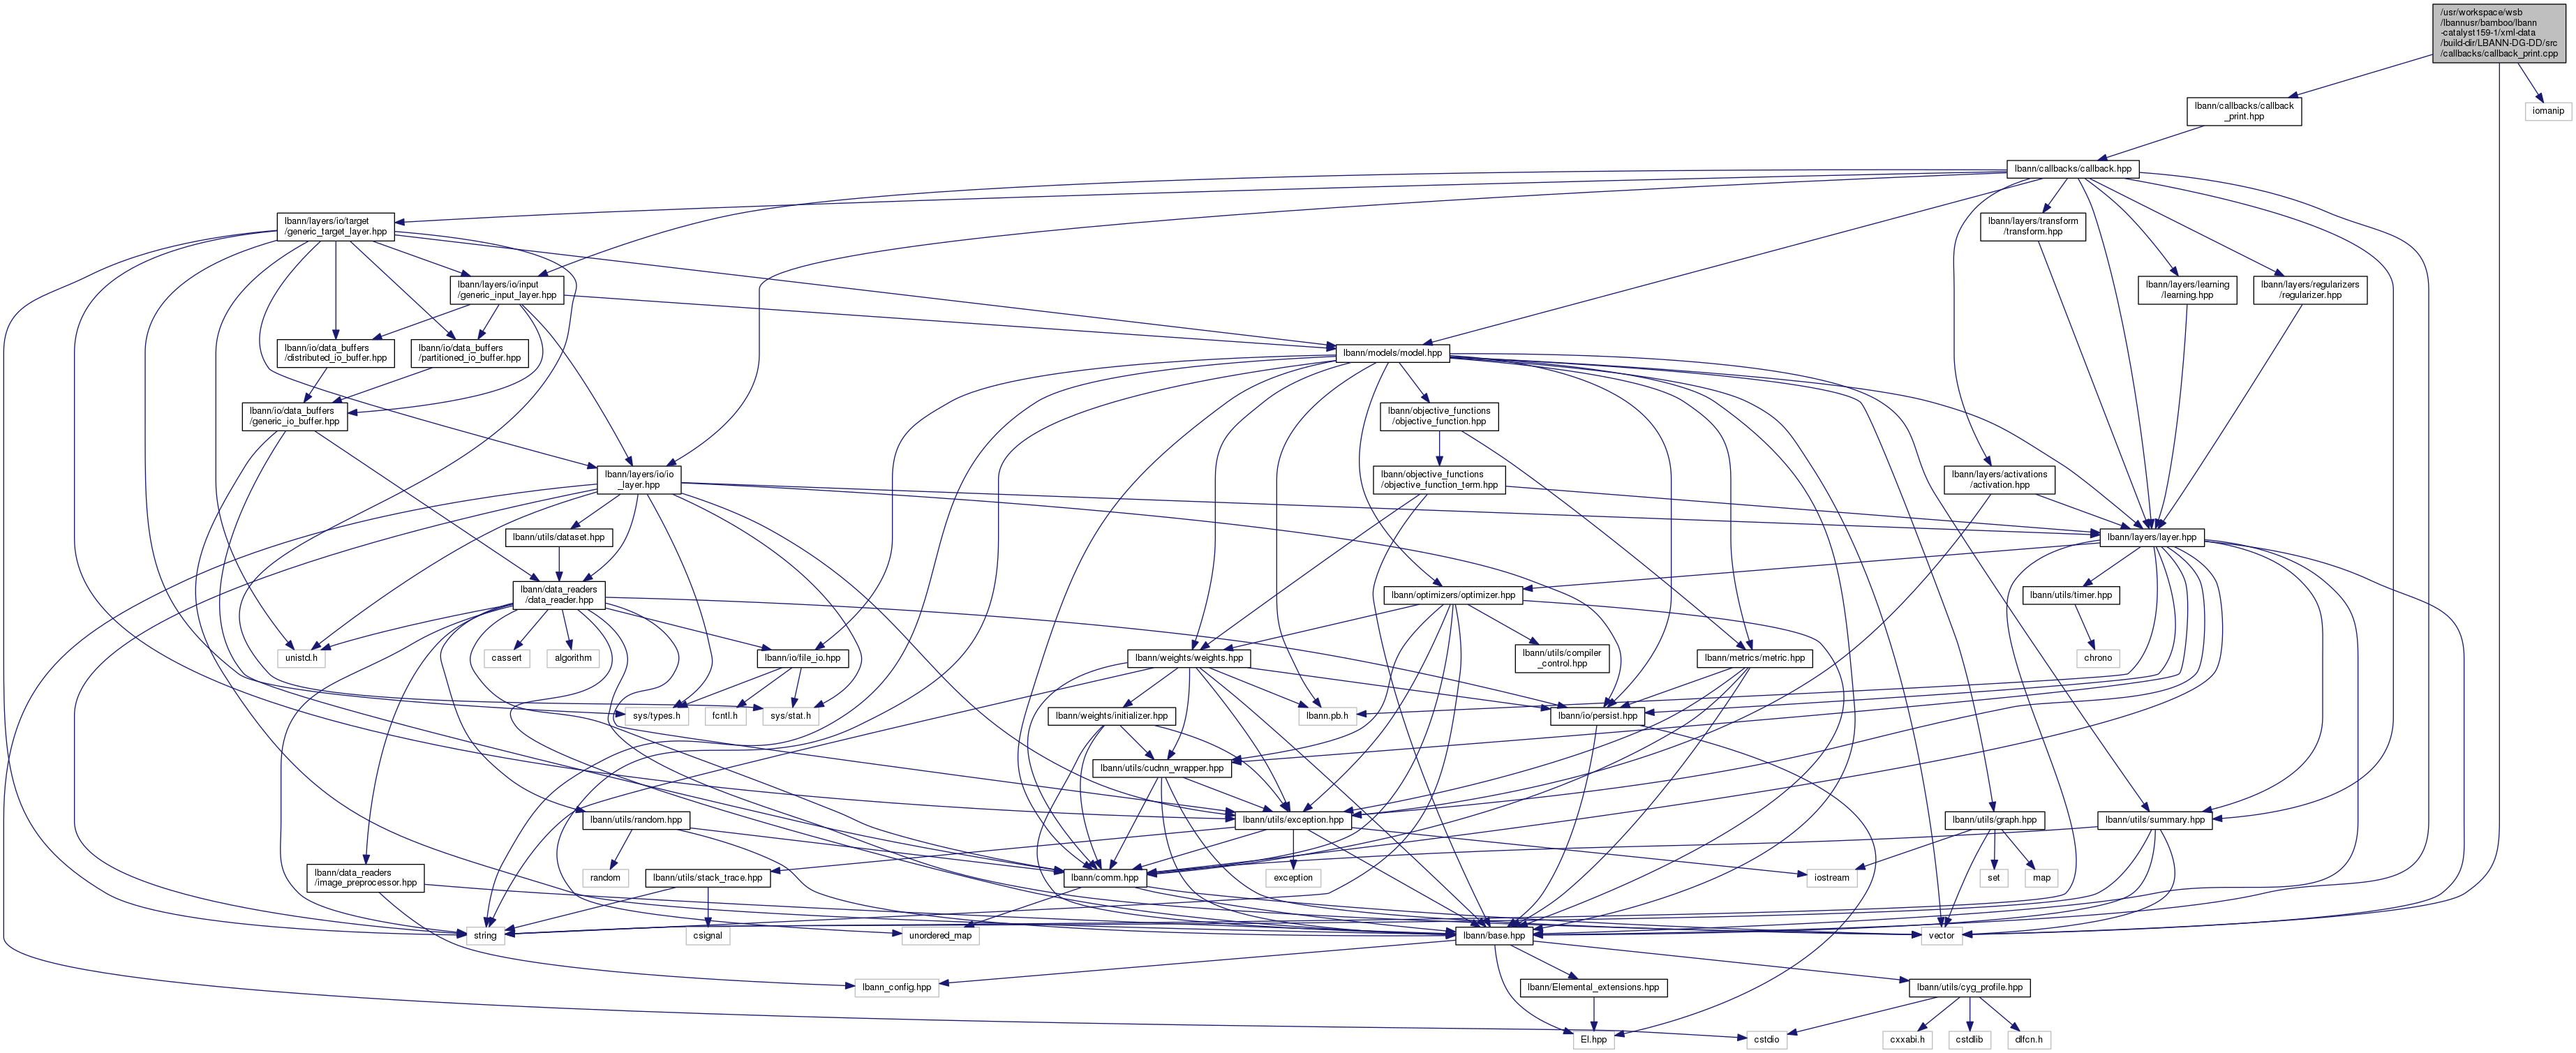 /usr/workspace/wsb
/lbannusr/bamboo/lbann
-catalyst159-1/xml-data
/build-dir/LBANN-DG-DD/src
/callbacks/callback_print.cpp
lbann/callbacks/callback
_print.hpp
iomanip
lbann/callbacks/callback.hpp
lbann/layers/io/target
/generic_target_layer.hpp
lbann/layers/transform
/transform.hpp
lbann/layers/io/input
/generic_input_layer.hpp
lbann/layers/learning
/learning.hpp
lbann/layers/regularizers
/regularizer.hpp
lbann/io/data_buffers
/distributed_io_buffer.hpp
lbann/io/data_buffers
/partitioned_io_buffer.hpp
lbann/models/model.hpp
lbann/io/data_buffers
/generic_io_buffer.hpp
lbann/objective_functions
/objective_function.hpp
lbann/layers/io/io
_layer.hpp
lbann/objective_functions
/objective_function_term.hpp
lbann/layers/activations
/activation.hpp
lbann/utils/dataset.hpp
lbann/layers/layer.hpp
lbann/data_readers
/data_reader.hpp
lbann/optimizers/optimizer.hpp
lbann/utils/timer.hpp
unistd.h
cassert
algorithm
lbann/io/file_io.hpp
lbann/weights/weights.hpp
lbann/utils/compiler
_control.hpp
lbann/metrics/metric.hpp
chrono
sys/types.h
fcntl.h
sys/stat.h
lbann/weights/initializer.hpp
lbann.pb.h
lbann/io/persist.hpp
lbann/utils/cudnn_wrapper.hpp
lbann/utils/random.hpp
lbann/utils/exception.hpp
lbann/utils/graph.hpp
lbann/utils/summary.hpp
lbann/data_readers
/image_preprocessor.hpp
random
lbann/utils/stack_trace.hpp
lbann/comm.hpp
exception
iostream
set
map
string
csignal
unordered_map
lbann/base.hpp
vector
lbann_config.hpp
lbann/Elemental_extensions.hpp
lbann/utils/cyg_profile.hpp
El.hpp
cstdio
cxxabi.h
cstdlib
dlfcn.h